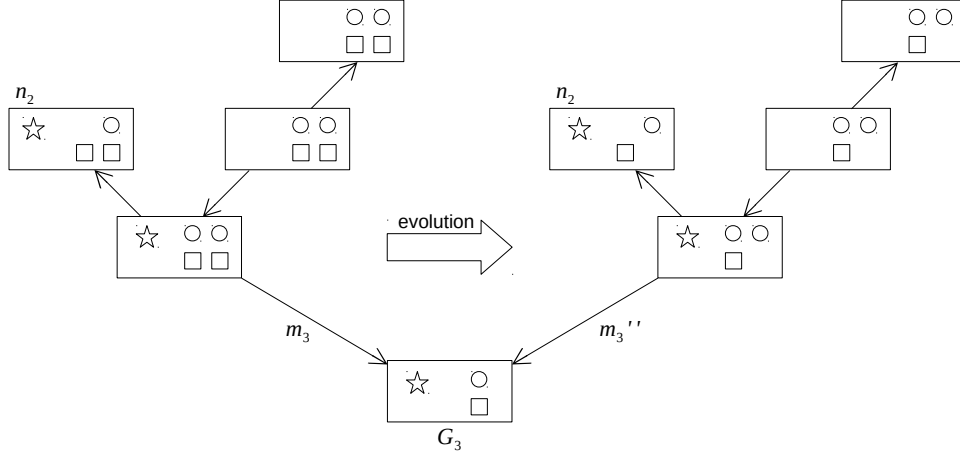 n₂
n₂
evolution
m₃
m₃′′
G₃